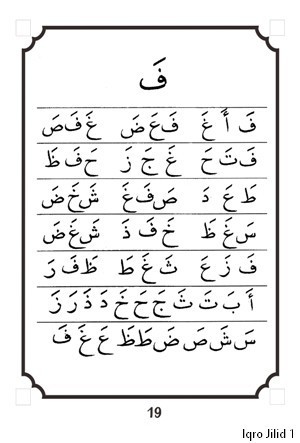 فَ
فَ أَ غَ فَ عَ ضَ غَ فَ صَ
فَ تَ حَ غَ جَ زَ حَ فَ ظَ
طَ عَ دَ صَ فَ غَ شَ خَ ضَ
سَ غَ ظَ خَ فَ ذَ شَ غَ ضَ
فَ زَ عَ ثَ غَ طَ ظَ فَ رَ
أَ بَ تَ ثَ جَ حَ خَ دَ ذَ رَ زَ
سَ شَ صَ ضَ طَ ظَ عَ غَ فَ
19
Iqro Jilid 1